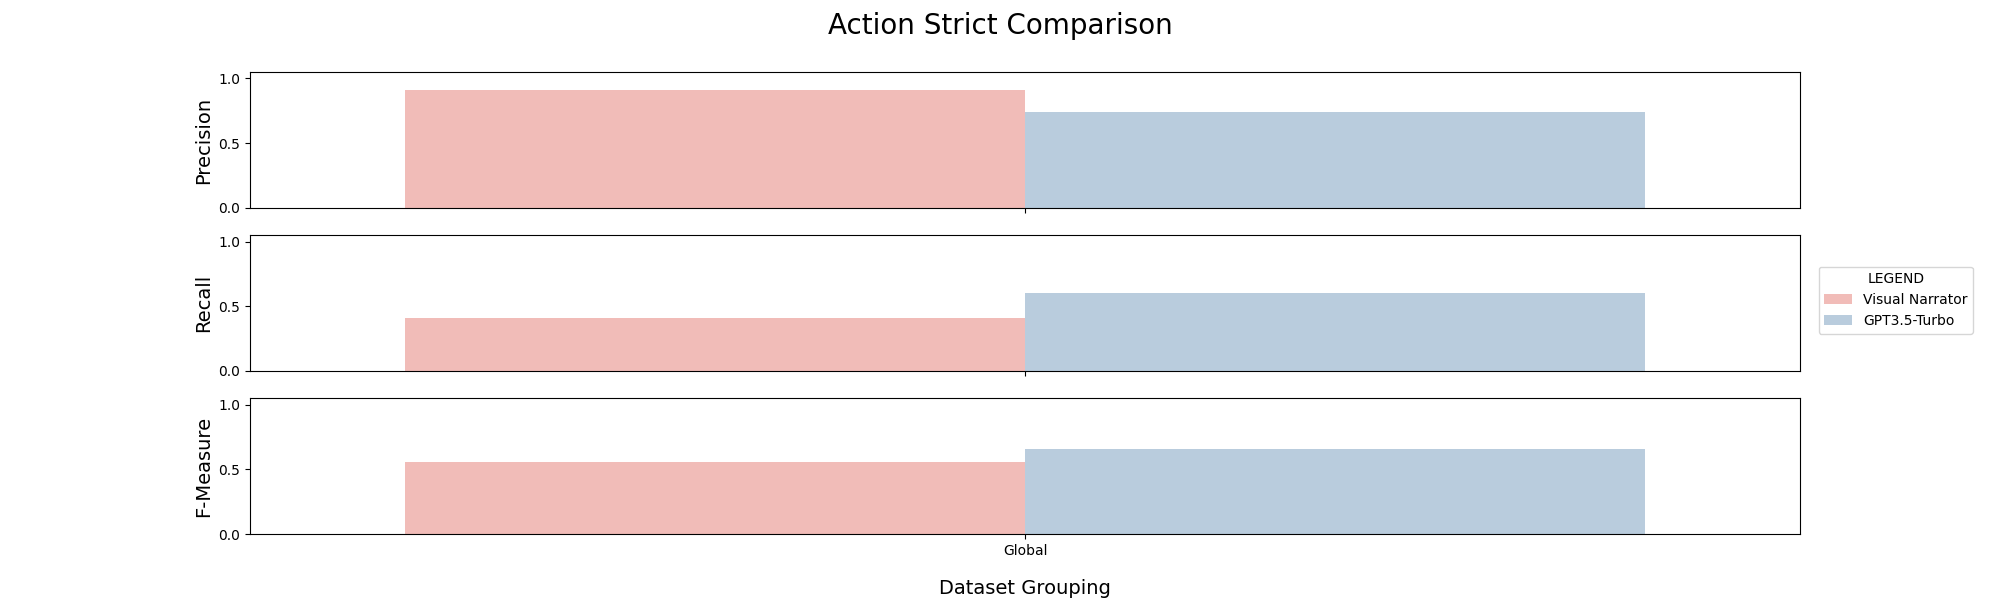 Action Strict Comparison
1.0
0.5
0.0
Precision
1.0
0.5
0.0
Recall
LEGEND
Visual Narrator
GPT3.5-Turbo
1.0
0.5
0.0
F-Measure
Global
Dataset Grouping